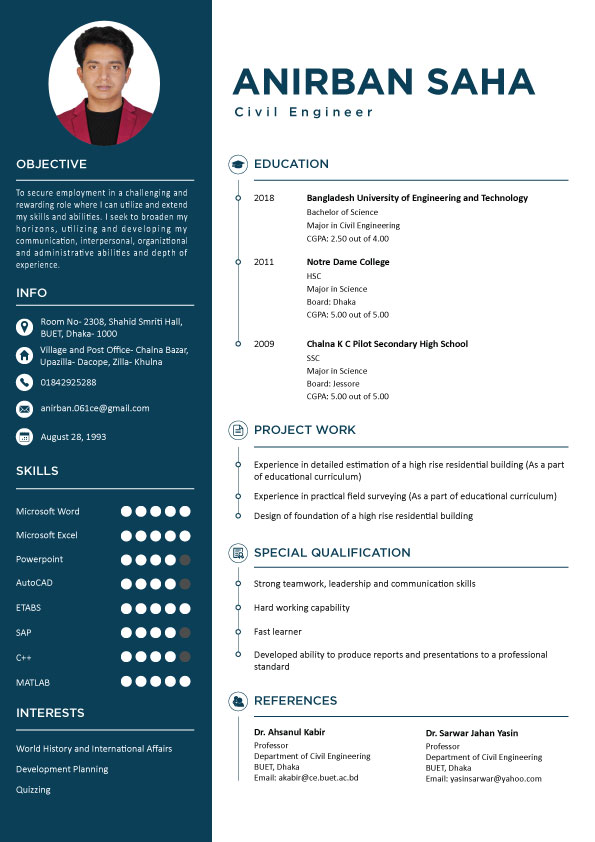 ANIRBAN SAHA
Civil Engineer
OBJECTIVE
To secure employment in a challenging and
rewarding role where I can utilize and extend
my skills and abilities. I seek to broaden my
horizons, utilizing and developing my
communication, interpersonal, organiztional
and administrative abilities and depth of
experience.
INFO
Room No- 2308, Shahid Smriti Hall,
BUET, Dhaka- 1000
Village and Post Office- Chalna Bazar,
Upazilla- Dacope, Zilla- Khulna
01842925288
anirban.061ce@gmail.com
August 28, 1993
SKILLS
Microsoft Word
Microsoft Excel
Powerpoint
AutoCAD
ETABS
SAP
C++
MATLAB
INTERESTS
World History and International Affairs
Development Planning
Quizzing
EDUCATION
2018
Bangladesh University of Engineering and Technology
Bachelor of Science
Major in Civil Engineering
CGPA: 2.50 out of 4.00
2011
Notre Dame College
HSC
Major in Science
Board: Dhaka
CGPA: 5.00 out of 5.00
2009
Chalna K C Pilot Secondary High School
SSC
Major in Science
Board: Jessore
CGPA: 5.00 out of 5.00
PROJECT WORK
Experience in detailed estimation of a high rise residential building (As a part
of educational curriculum)
Experience in practical field surveying (As a part of educational curriculum)
Design of foundation of a high rise residential building
SPECIAL QUALIFICATION
Strong teamwork, leadership and communication skills
Hard working capability
Fast learner
Developed ability to produce reports and presentations to a professional
standard
REFERENCES
Dr. Ahsanul Kabir
Professor
Department of Civil Engineering
BUET, Dhaka
Email: akabir@ce.buet.ac.bd
Dr. Sarwar Jahan Yasin
Professor
Department of Civil Engineering
BUET, Dhaka
Email: yasinsarwar@yahoo.com